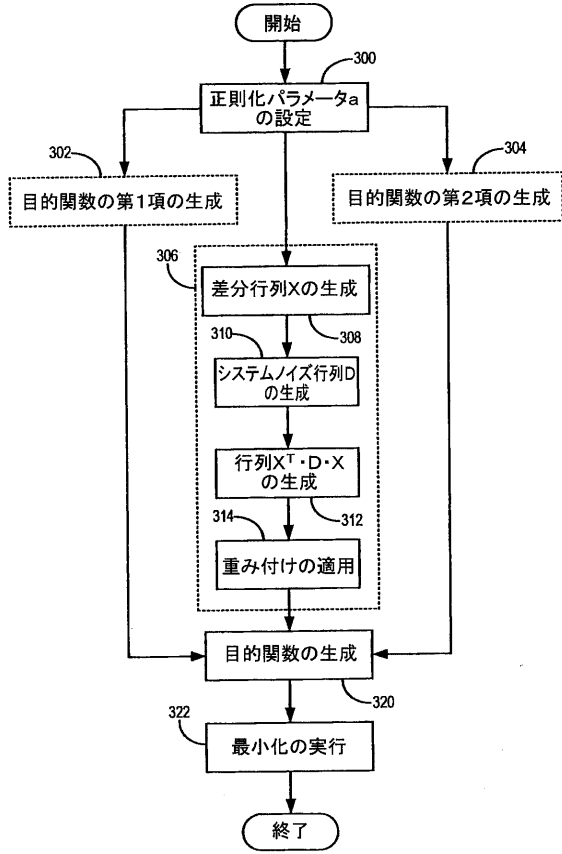 開始
300
正則化パラメータa
の設定
302
目的関数の第1項の生成
304
目的関数の第2項の生成
306
差分行列Xの生成
308
310
システムノイズ行列D
の生成
行列Xᵀ・D・X
の生成
312
314
重み付けの適用
目的関数の生成
320
322
最小化の実行
終了